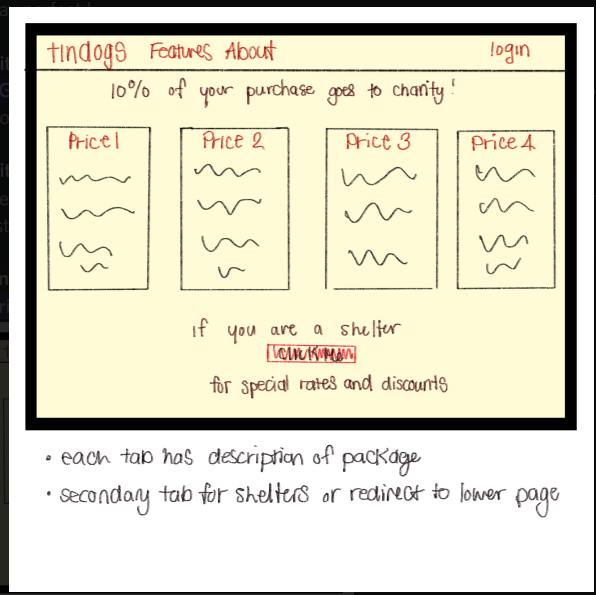 tindogs Features About login
10% of your purchase goes to charity!
Price 1 Price 2 Price 3 Price 4
if you are a shelter
click me
for special rates and discounts
• each tab has description of package
• secondary tab for shelters or redirect to lower page